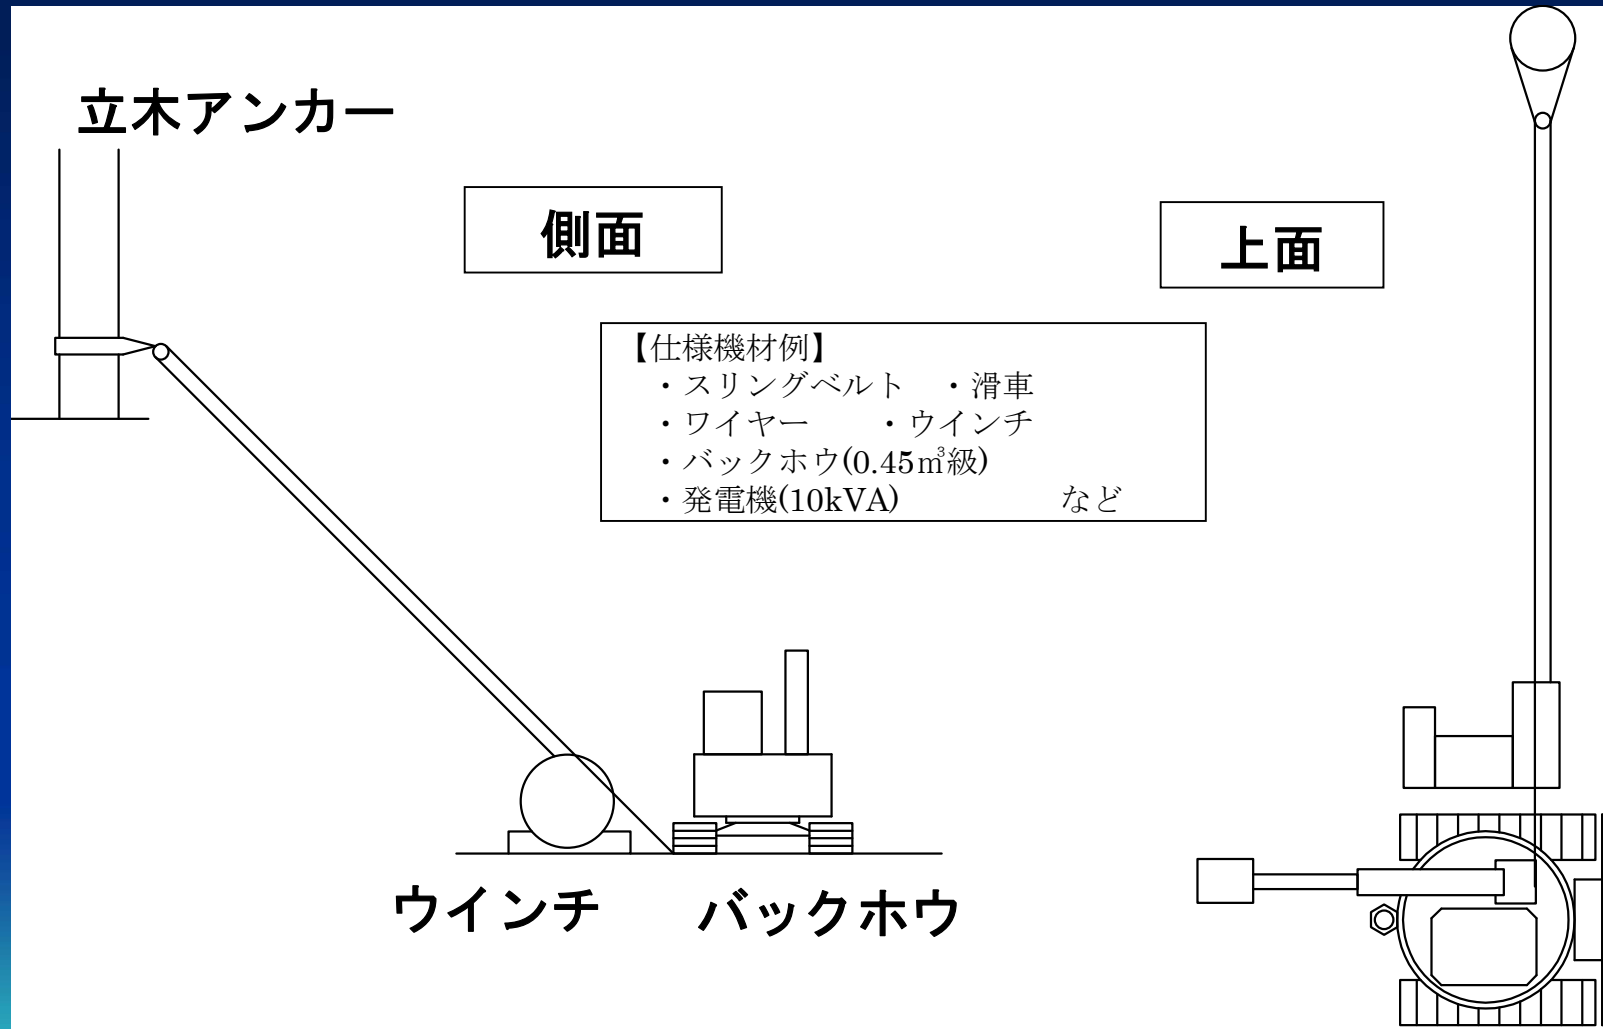 立木アンカー
側面
上面
【仕様機材例】
・スリングベルト ・滑車
・ワイヤー ・ウインチ
・バックホウ(0.45㎥級)
・発電機(10kVA) など
ウインチ
バックホウ